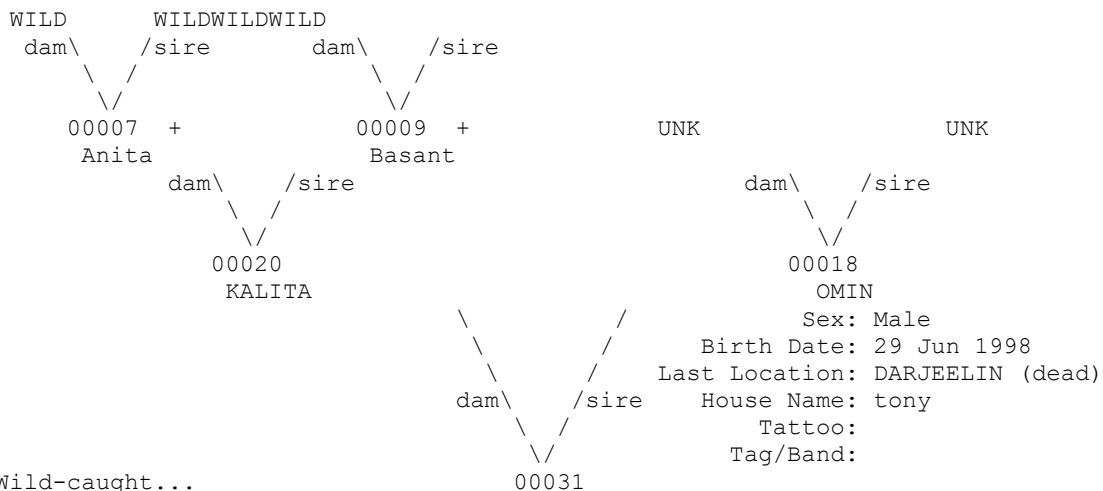 WILD WILDWILDWILD
dam\ /sire dam\ /sire
\ / \ /
\/ \/
00007 + 00009 + UNK UNK
Anita Basant
dam\ /sire dam\ /sire
\ / \ /
\/ \/
00020 00018
KALITA OMIN
\ / Sex: Male
\ / Birth Date: 29 Jun 1998
\ / Last Location: DARJEELIN (dead)
dam\ /sire House Name: tony
\ / Tattoo:
\/ Tag/Band:
Wild-caught... 00031